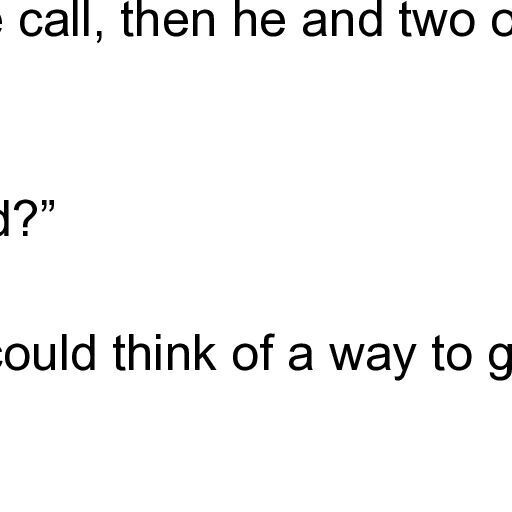 e call, then he and two o
d?”
could think of a way to g